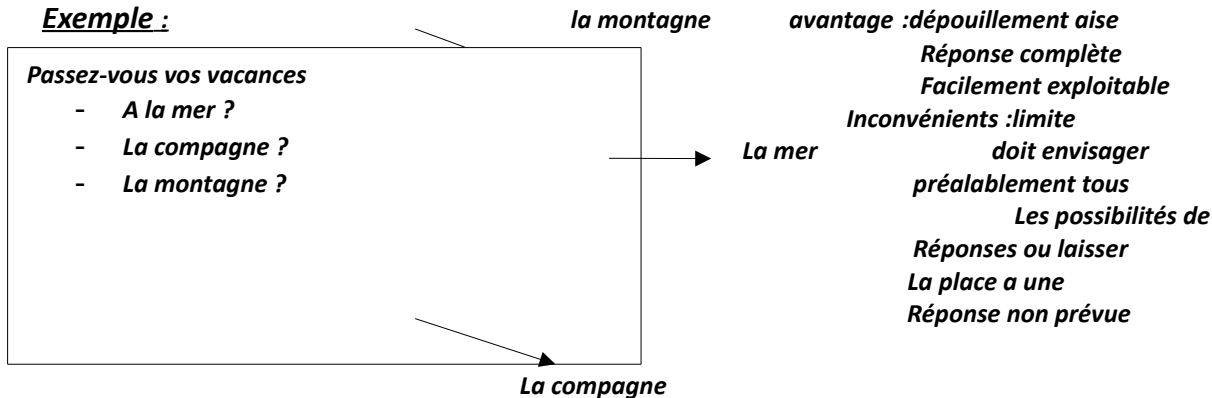 Exemple :
la montagne avantage :dépouillement aise
Réponse complète
Passez-vous vos vacances
Facilement exploitable
- A la mer ?
Inconvénients :limite
- La compagne ?
La mer doit envisager
- La montagne ?
préalablement tous
Les possibilités de
Réponses ou laisser
La place a une
Réponse non prévue
La compagne